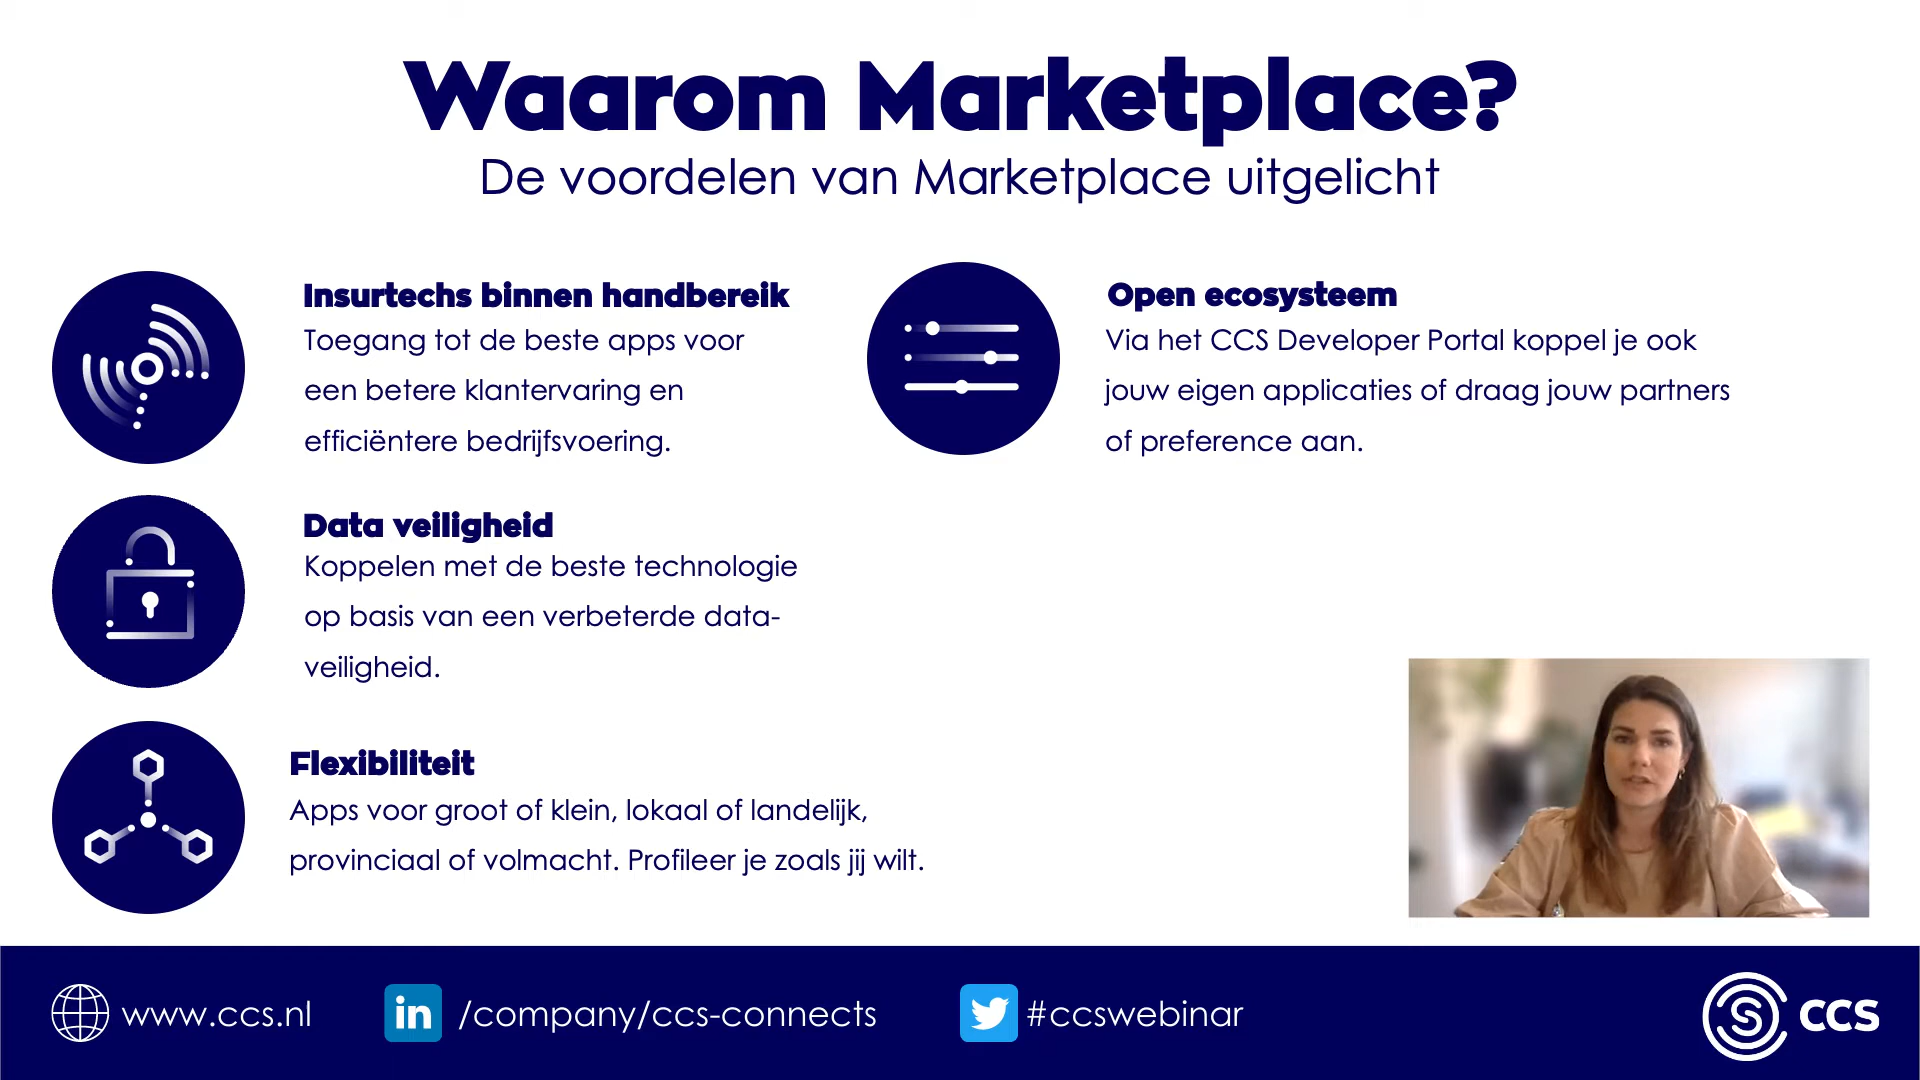 Waarom Marketplace?
De voordelen van Marketplace uitgelicht
Insurtechs binnen handbereik
Toegang tot de beste apps voor
een betere klantervaring en
efficiëntere bedrijfsvoering.
Data veiligheid
Koppelen met de beste technologie
op basis van een verbeterde data-
veiligheid.
Flexibiliteit
Apps voor groot of klein, lokaal of landelijk,
provinciaal of volmacht. Profileer je zoals jij wilt.
Open ecosysteem
Via het CCS Developer Portal koppel je ook
jouw eigen applicaties of draag jouw partners
of preference aan.
www.ccs.nl
in
/company/ccs-connects
#ccswebinar
CCS